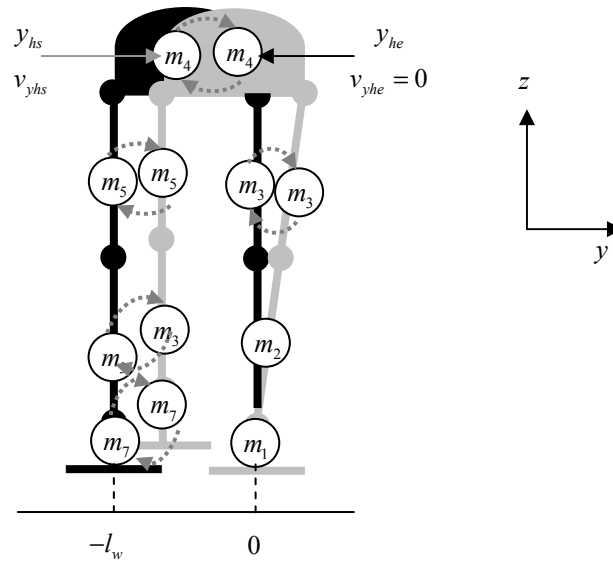 y_hs
m_4
m_4
y_he
v_yhs
v_yhe = 0
z
m_5
m_5
m_3
m_3
y
m_3
m_2
m_7
m_7
m_1
−l_w
0